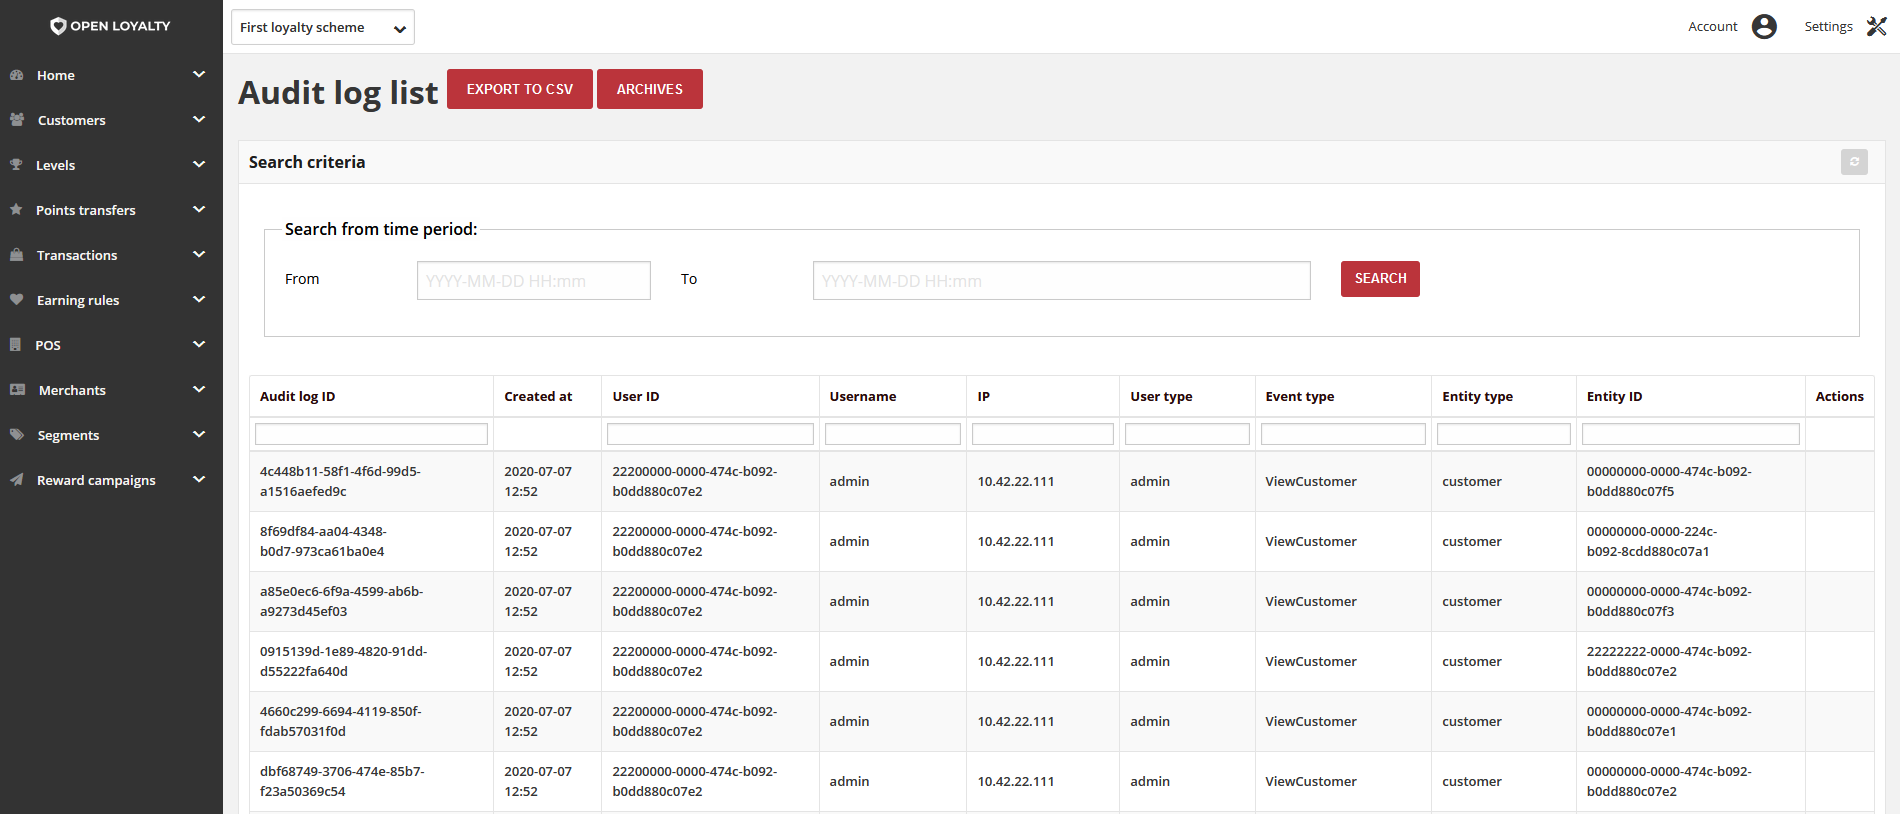 OPEN LOYALTY
First loyalty scheme
Account
Settings
Home
Customers
Levels
Points transfers
Transactions
Earning rules
POS
Merchants
Segments
Reward campaigns
Audit log list
EXPORT TO CSV
ARCHIVES
Search criteria
Search from time period:
From
YYYY-MM-DD HH:mm
To
YYYY-MM-DD HH:mm
SEARCH
Audit log ID
Created at
User ID
Username
IP
User type
Event type
Entity type
Entity ID
Actions
4c448b11-58f1-4f6d-99d5-
a1516aefed9c
2020-07-07
12:52
22200000-0000-474c-b092-
b0dd880c07e2
admin
10.42.22.111
admin
ViewCustomer
customer
00000000-0000-474c-b092-
b0dd880c07f5
8f69df84-aa04-4348-
b0d7-973ca61ba0e4
2020-07-07
12:52
22200000-0000-474c-b092-
b0dd880c07e2
admin
10.42.22.111
admin
ViewCustomer
customer
00000000-0000-224c-
b092-8cdd880c07a1
a85e0ec6-6f9a-4599-ab6b-
a9273d45ef03
2020-07-07
12:52
22200000-0000-474c-b092-
b0dd880c07e2
admin
10.42.22.111
admin
ViewCustomer
customer
00000000-0000-474c-b092-
b0dd880c07f3
0915139d-1e89-4820-91dd-
d55222fa640d
2020-07-07
12:52
22200000-0000-474c-b092-
b0dd880c07e2
admin
10.42.22.111
admin
ViewCustomer
customer
22222222-0000-474c-b092-
b0dd880c07e2
4660c299-6694-4119-850f-
fdab57031f0d
2020-07-07
12:52
22200000-0000-474c-b092-
b0dd880c07e2
admin
10.42.22.111
admin
ViewCustomer
customer
00000000-0000-474c-b092-
b0dd880c07e1
dbf68749-3706-474e-85b7-
f23a50369c54
2020-07-07
12:52
22200000-0000-474c-b092-
b0dd880c07e2
admin
10.42.22.111
admin
ViewCustomer
customer
00000000-0000-474c-b092-
b0dd880c07e2